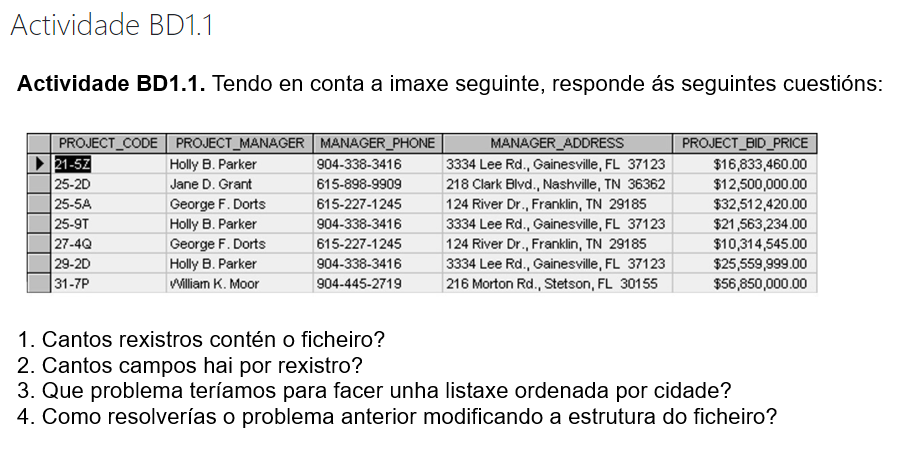 Actividade BD1.1
Actividade BD1.1. Tendo en conta a imaxe seguinte, responde ás seguintes cuestións:
PROJECT_CODE PROJECT_MANAGER MANAGER_PHONE MANAGER_ADDRESS PROJECT_BID_PRICE
21-5Z Holly B. Parker 904-338-3416 3334 Lee Rd., Gainesville, FL 37123 $16,833,460.00
25-2D Jane D. Grant 615-898-9909 218 Clark Blvd., Nashville, TN 36362 $12,500,000.00
25-5A George F. Dorts 615-227-1245 124 River Dr., Franklin, TN 29185 $32,512,420.00
25-9T Holly B. Parker 904-338-3416 3334 Lee Rd., Gainesville, FL 37123 $21,563,234.00
27-4Q George F. Dorts 615-227-1245 124 River Dr., Franklin, TN 29185 $10,314,545.00
29-2D Holly B. Parker 904-338-3416 3334 Lee Rd., Gainesville, FL 37123 $25,559,999.00
31-7P William K. Moor 904-445-2719 216 Morton Rd., Stetson, FL 30155 $56,850,000.00
1. Cantos rexistros contén o ficheiro?
2. Cantos campos hai por rexistro?
3. Que problema teríamos para facer unha listaxe ordenada por cidade?
4. Como resolverías o problema anterior modificando a estrutura do ficheiro?